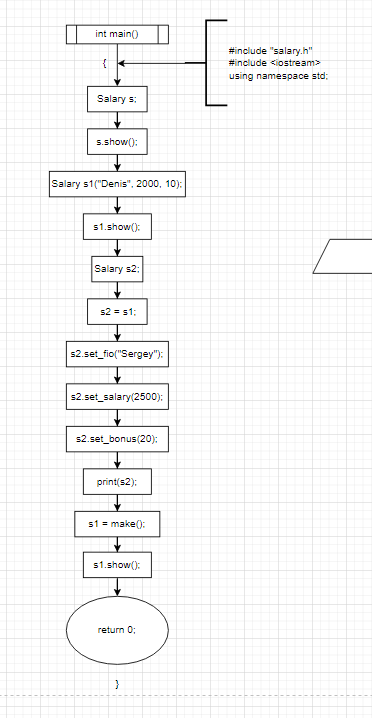 int main()
#include "salary.h"
#include <iostream>
using namespace std;
{
Salary s;
s.show();
Salary s1("Denis", 2000, 10);
s1.show();
Salary s2;
s2 = s1;
s2.set_fio("Sergey");
s2.set_salary(2500);
s2.set_bonus(20);
print(s2);
s1 = make();
s1.show();
return 0;
}